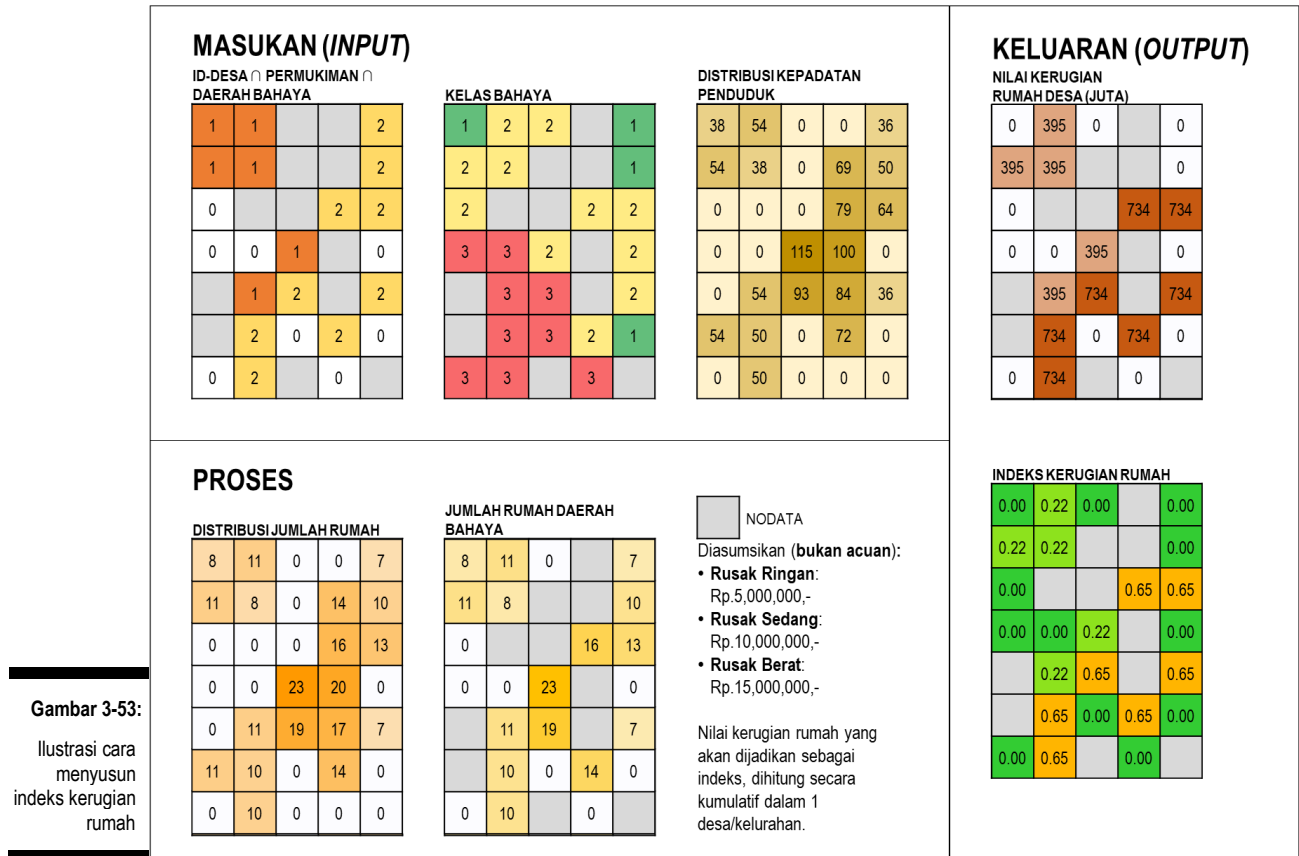 MASUKAN (INPUT)
ID-DESA ∩ PERMUKIMAN ∩
DAERAH BAHAYA
1 1 2
1 1 2
0 2 2
0 0 1 0
1 2 2
2 0 2 0
0 2 0
KELAS BAHAYA
1 2 2 1
2 2 1
2 2 2
3 3 2 2
3 3 2
3 3 2 1
3 3 3
DISTRIBUSI KEPADATAN
PENDUDUK
38 54 0 0 36
54 38 0 69 50
0 0 0 79 64
0 0 115 100 0
0 54 93 84 36
54 50 0 72 0
0 50 0 0 0
KELUARAN (OUTPUT)
NILAI KERUGIAN
RUMAH DESA (JUTA)
0 395 0 0
395 395 0
0 734 734
0 0 395 0
395 734 734
734 0 734 0
0 734 0
PROSES
DISTRIBUSI JUMLAH RUMAH
8 11 0 0 7
11 8 0 14 10
0 0 0 16 13
0 0 23 20 0
0 11 19 17 7
11 10 0 14 0
0 10 0 0 0
JUMLAH RUMAH DAERAH
BAHAYA
8 11 0 7
11 8 10
0 16 13
0 0 23 0
11 19 7
10 0 14 0
0 10 0
NODATA
Diasumsikan (bukan acuan):
• Rusak Ringan:
Rp.5,000,000,-
• Rusak Sedang:
Rp.10,000,000,-
• Rusak Berat:
Rp.15,000,000,-
Nilai kerugian rumah yang
akan dijadikan sebagai
indeks, dihitung secara
kumulatif dalam 1
desa/kelurahan.
INDEKS KERUGIAN RUMAH
0.00 0.22 0.00 0.00
0.22 0.22 0.00
0.00 0.65 0.65
0.00 0.00 0.22 0.00
0.22 0.65 0.65
0.65 0.00 0.65 0.00
0.00 0.65 0.00
Gambar 3-53:
Ilustrasi cara
menyusun
indeks kerugian
rumah